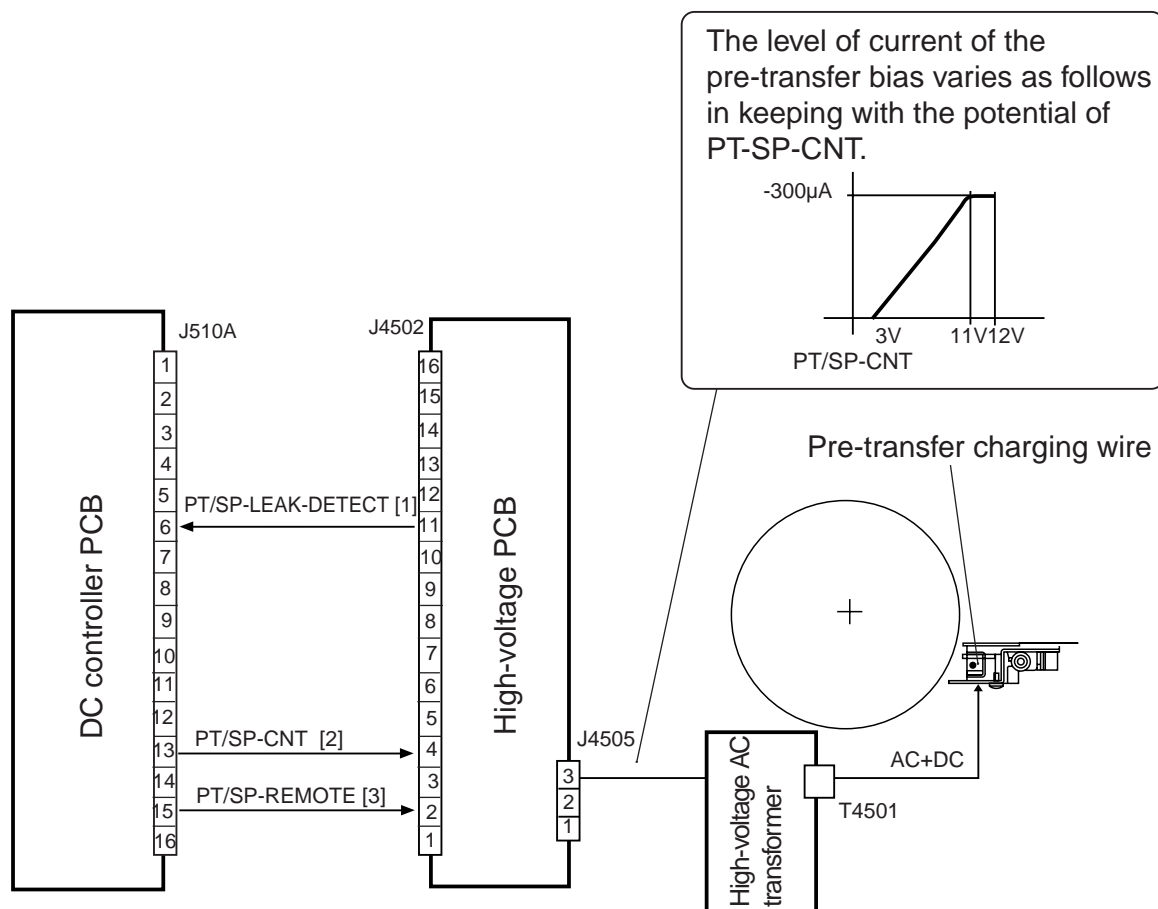 The level of current of the
pre-transfer bias varies as follows
in keeping with the potential of
PT-SP-CNT.
-300µA
3V
11V12V
PT/SP-CNT
J510A
J4502
1
2
3
4
5
6
7
8
9
10
11
12
13
14
15
16
DC controller PCB
PT/SP-LEAK-DETECT [1]
PT/SP-CNT [2]
PT/SP-REMOTE [3]
16
15
14
13
12
11
10
9
8
7
6
5
4
3
2
1
High-voltage PCB
J4505
3
2
1
Pre-transfer charging wire
AC+DC
T4501
High-voltage AC
transformer